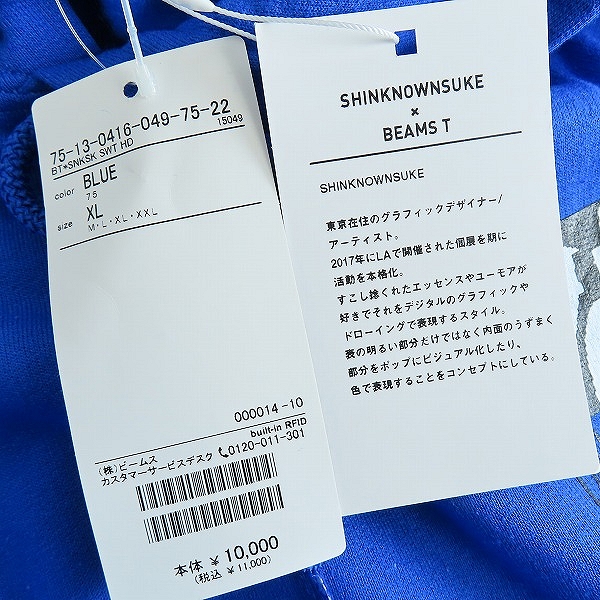 75-13-0416-049-75-22
BT*SNKSK SWT HD 15049
color BLUE
75
size XL
M・L・XL・XXL
000014-10
built-in RFID
(株)ビームス
カスタマーサービスデスク 0120-011-301
本体 ¥ 10,000
(税込 ¥ 11,000)
SHINKNOWNSUKE
×
BEAMS T
SHINKNOWNSUKE
東京在住のグラフィックデザイナー/
アーティスト。
2017年にLAで開催された個展を期に
活動を本格化。
すこし捻くれたエッセンスやユーモアが
好きでそれをデジタルのグラフィックや
ドローイングで表現するスタイル。
裏の明るい部分だけではなく内面のうずまく
部分をポップにビジュアル化したり、
色で表現することをコンセプトにしている。